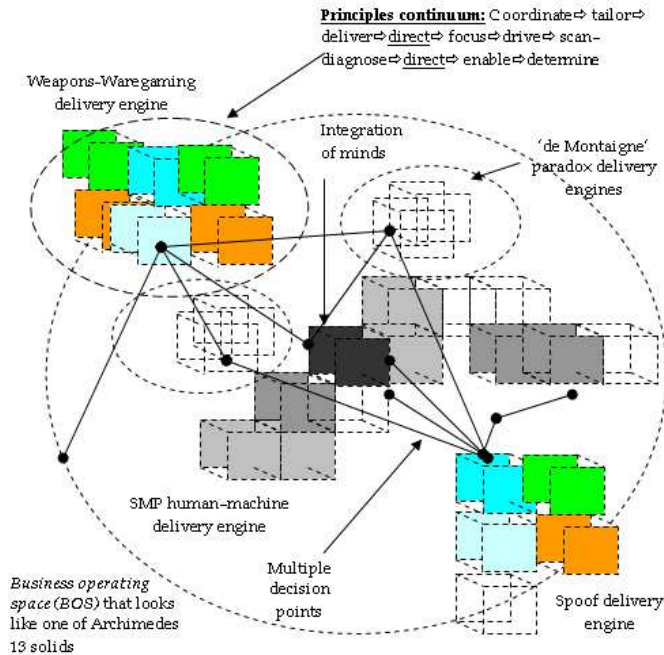 Principles continuum: Coordinate⇨ tailor⇨
deliver⇨direct⇨ focus⇨drive⇨ scan–
diagnose⇨direct⇨ enable⇨determine
Weapons-Waregaming
delivery engine
Integration
of minds
‘de Montaigne‘
paradox delivery
engines
SMP human–machine
delivery engine
Multiple
decision
points
Business operating
space (BOS) that looks
like one of Archimedes
13 solids
Spoof delivery
engine